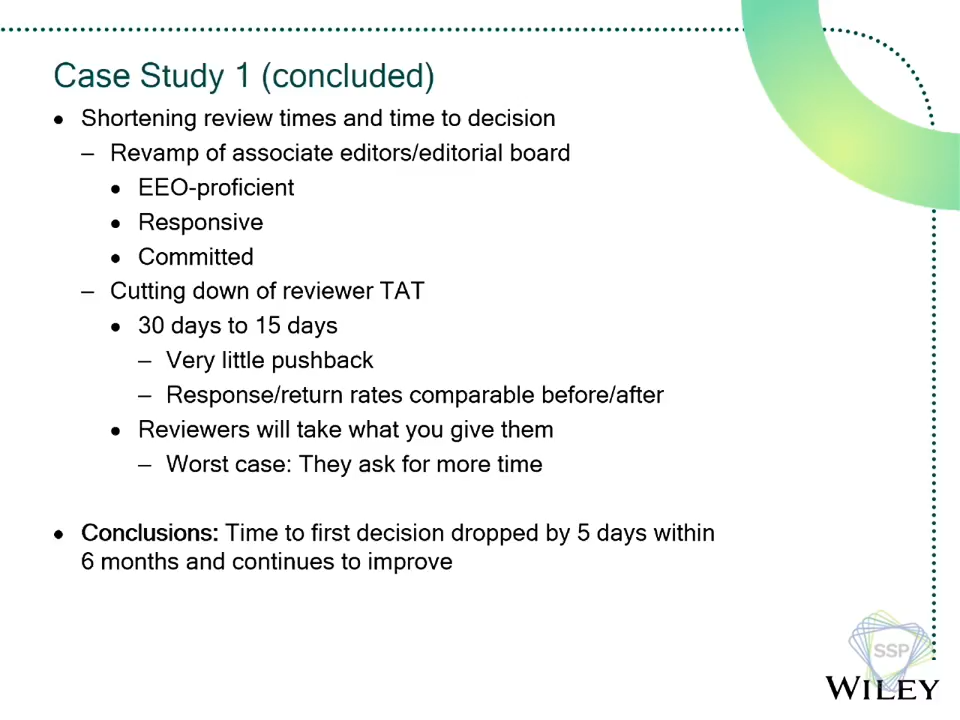 Case Study 1 (concluded)
• Shortening review times and time to decision
– Revamp of associate editors/editorial board
• EEO-proficient
• Responsive
• Committed
– Cutting down of reviewer TAT
• 30 days to 15 days
– Very little pushback
– Response/return rates comparable before/after
• Reviewers will take what you give them
– Worst case: They ask for more time
• Conclusions: Time to first decision dropped by 5 days within
6 months and continues to improve
SSP
WILEY